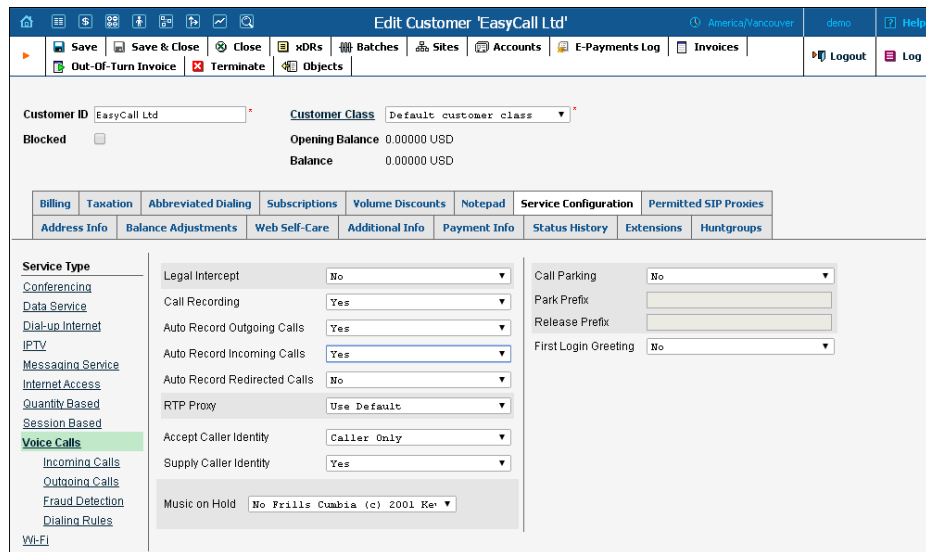 Edit Customer 'EasyCall Ltd' America/Vancouver demo ? Help
Save Save & Close Close xDRs Batches Sites Accounts E-Payments Log Invoices
Out-Of-Turn Invoice Terminate Objects Logout Log
Customer ID EasyCall Ltd * Customer Class Default customer class *
Blocked Opening Balance 0.00000 USD
Balance 0.00000 USD
Billing Taxation Abbreviated Dialing Subscriptions Volume Discounts Notepad Service Configuration Permitted SIP Proxies
Address Info Balance Adjustments Web Self-Care Additional Info Payment Info Status History Extensions Huntgroups
Service Type
Conferencing
Data Service
Dial-up Internet
IPTV
Messaging Service
Internet Access
Quantity Based
Session Based
Voice Calls
Incoming Calls
Outgoing Calls
Fraud Detection
Dialing Rules
Wi-Fi
Legal Intercept No
Call Recording Yes
Auto Record Outgoing Calls Yes
Auto Record Incoming Calls Yes
Auto Record Redirected Calls No
RTP Proxy Use Default
Accept Caller Identity Caller Only
Supply Caller Identity Yes
Music on Hold No Frills Cumbia (c) 2001 Kev
Call Parking No
Park Prefix
Release Prefix
First Login Greeting No